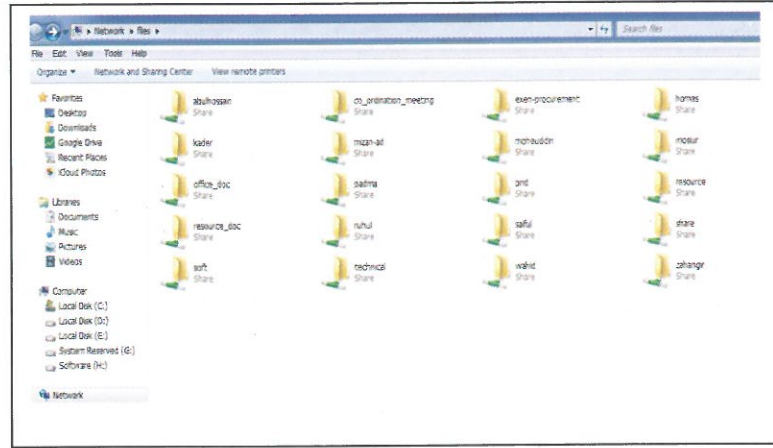 Network ▸ files ▸
Search files
File Edit View Tools Help
Organize ▾ Network and Sharing Center View remote printers
Favorites
Desktop
Downloads
Google Drive
Recent Places
iCloud Photos
Libraries
Documents
Music
Pictures
Videos
Computer
Local Disk (C:)
Local Disk (D:)
Local Disk (E:)
System Reserved (G:)
Software (H:)
Network
abulhossain
Share
co_ordination_meeting
Share
exen-procurement
Share
homes
Share
kader
Share
mizan-ad
Share
mohauddin
Share
Share
office_doc
Share
padma
Share
Share
resource
Share
resource_doc
Share
ruhul
Share
saiful
Share
share
Share
soft
Share
technical
Share
wahid
Share
zahangir
Share